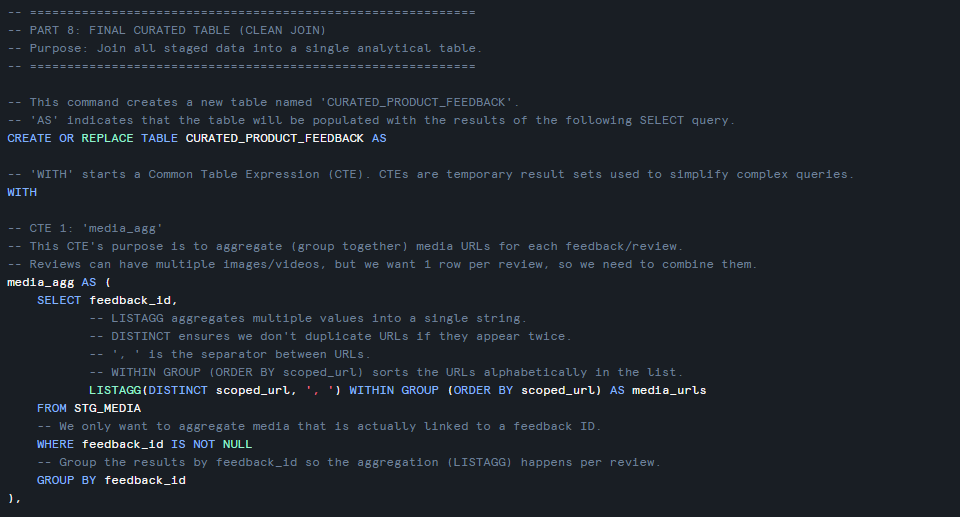 -- ============================================================
-- PART 8: FINAL CURATED TABLE (CLEAN JOIN)
-- Purpose: Join all staged data into a single analytical table.
-- ============================================================
-- This command creates a new table named 'CURATED_PRODUCT_FEEDBACK'.
-- 'AS' indicates that the table will be populated with the results of the following SELECT query.
CREATE OR REPLACE TABLE CURATED_PRODUCT_FEEDBACK AS
-- 'WITH' starts a Common Table Expression (CTE). CTEs are temporary result sets used to simplify complex queries.
WITH
-- CTE 1: 'media_agg'
-- This CTE's purpose is to aggregate (group together) media URLs for each feedback/review.
-- Reviews can have multiple images/videos, but we want 1 row per review, so we need to combine them.
media_agg AS (
    SELECT feedback_id,
           -- LISTAGG aggregates multiple values into a single string.
           -- DISTINCT ensures we don't duplicate URLs if they appear twice.
           -- ', ' is the separator between URLs.
           -- WITHIN GROUP (ORDER BY scoped_url) sorts the URLs alphabetically in the list.
           LISTAGG(DISTINCT scoped_url, ', ') WITHIN GROUP (ORDER BY scoped_url) AS media_urls
    FROM STG_MEDIA
    -- We only want to aggregate media that is actually linked to a feedback ID.
    WHERE feedback_id IS NOT NULL
    -- Group the results by feedback_id so the aggregation (LISTAGG) happens per review.
    GROUP BY feedback_id
),